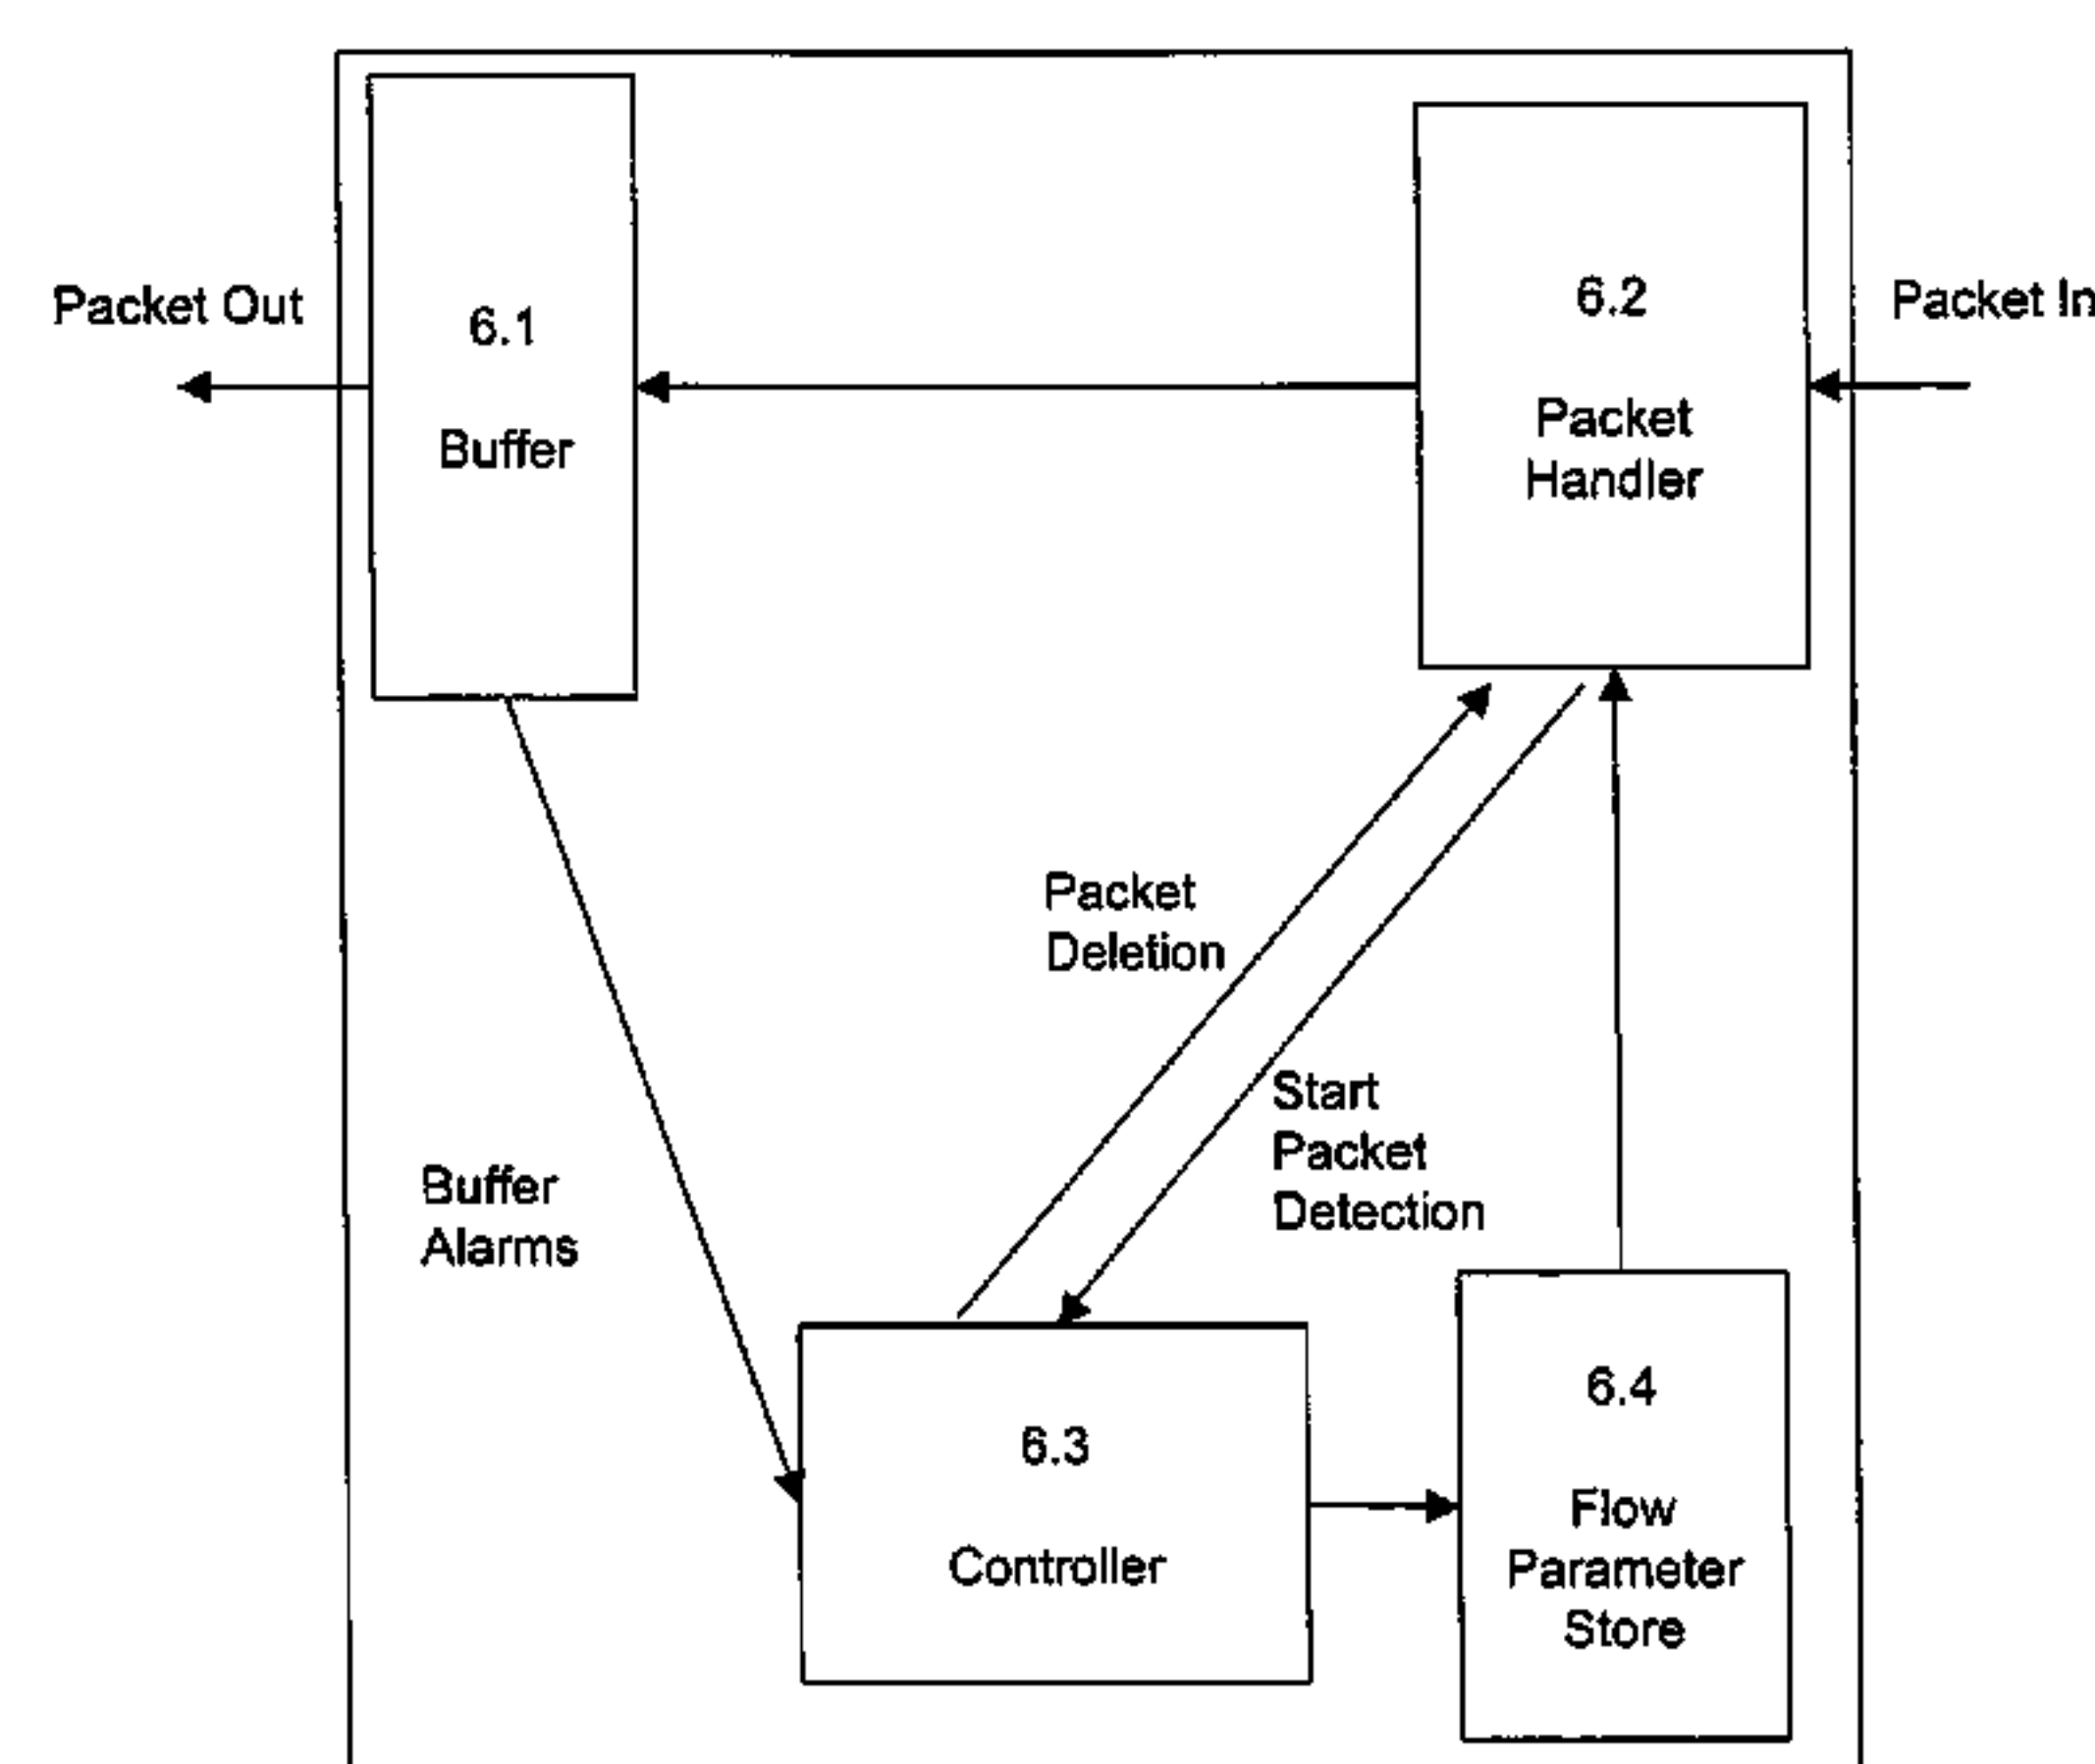 Packet Out
6.1
Buffer
6.2
Packet
Handler
Packet In
Packet
Deletion
Start
Packet
Detection
Buffer
Alarms
6.3
Controller
6.4
Flow
Parameter
Store